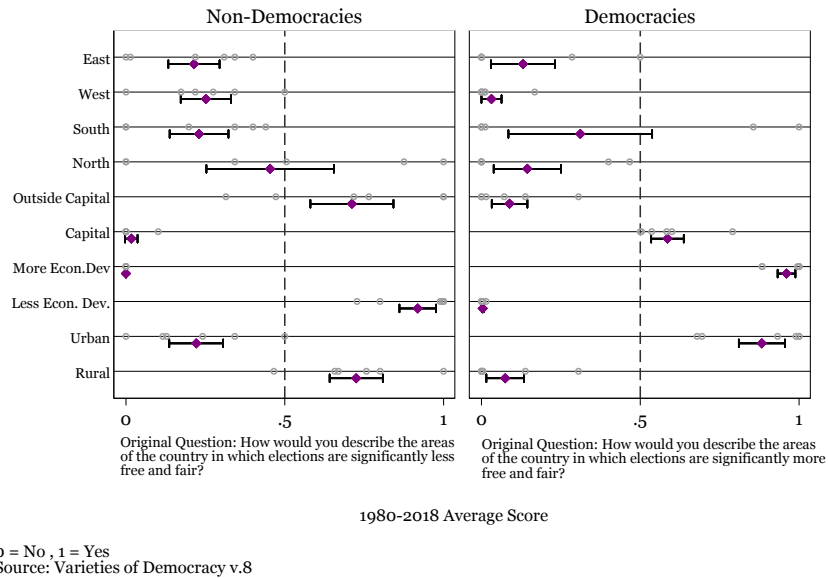 Non-Democracies
Democracies
East
West
South
North
Outside Capital
Capital
More Econ.Dev
Less Econ. Dev.
Urban
Rural
0 .5 1
0 .5 1
Original Question: How would you describe the areas
of the country in which elections are significantly less
free and fair?
Original Question: How would you describe the areas
of the country in which elections are significantly more
free and fair?
1980-2018 Average Score
0 = No , 1 = Yes
Source: Varieties of Democracy v.8